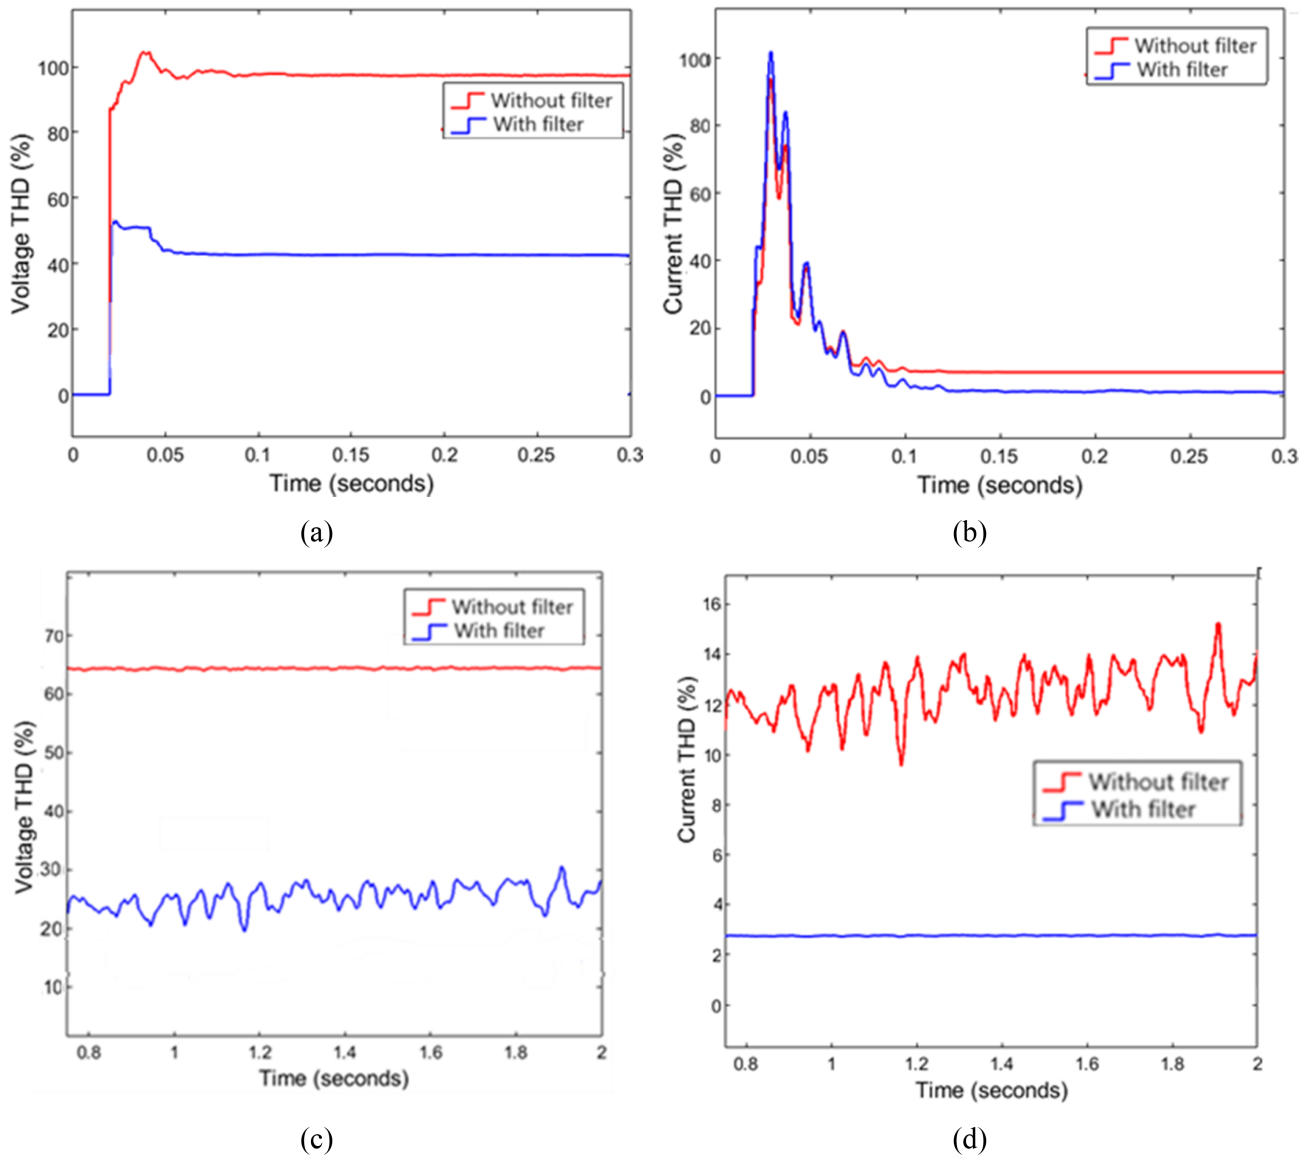 100
80
60
40
20
0
Voltage THD (%)
Without filter
With filter
0 0.05 0.1 0.15 0.2 0.25 0.3
Time (seconds)
(a)
100
80
60
40
20
0
Current THD (%)
Without filter
With filter
0 0.05 0.1 0.15 0.2 0.25 0.3
Time (seconds)
(b)
70
60
50
40
30
20
10
Voltage THD (%)
Without filter
With filter
0.8 1 1.2 1.4 1.6 1.8 2
Time (seconds)
(c)
16
14
12
10
8
6
4
2
0
Current THD (%)
Without filter
With filter
0.8 1 1.2 1.4 1.6 1.8 2
Time (seconds)
(d)